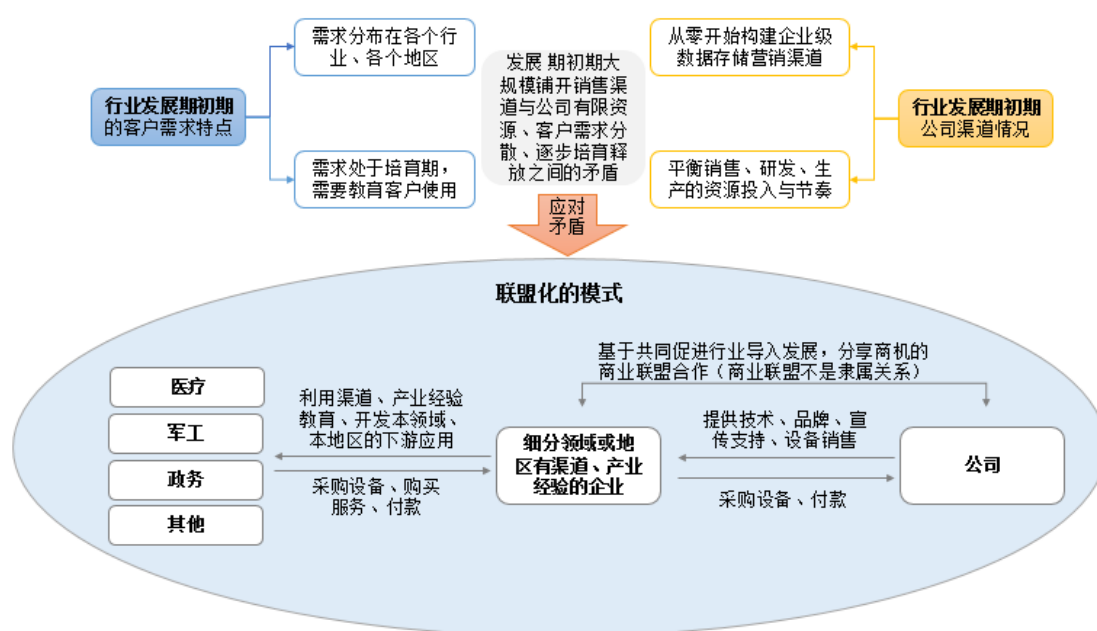 行业发展期初期
的客户需求特点
需求分布在各个行
业、各个地区
需求处于培育期，
需要教育客户使用
发展 期初期大
规模铺开销售渠
道与公司有限资
源、客户需求分
散、逐步培育释
放之间的矛盾
从零开始构建企业级
数据存储营销渠道
平衡销售、研发、生
产的资源投入与节奏
行业发展期初期
公司渠道情况
应对
矛盾
联盟化的模式
基于共同促进行业导入发展，分享商机的
商业联盟合作（商业联盟不是隶属关系）
医疗
军工
政务
其他
利用渠道、产业经验
教育、开发本领域、
本地区的下游应用
采购设备、购买
服务、付款
细分领域或地
区有渠道、产业
经验的企业
提供技术、品牌、宣
传支持、设备销售
采购设备、付款
公司